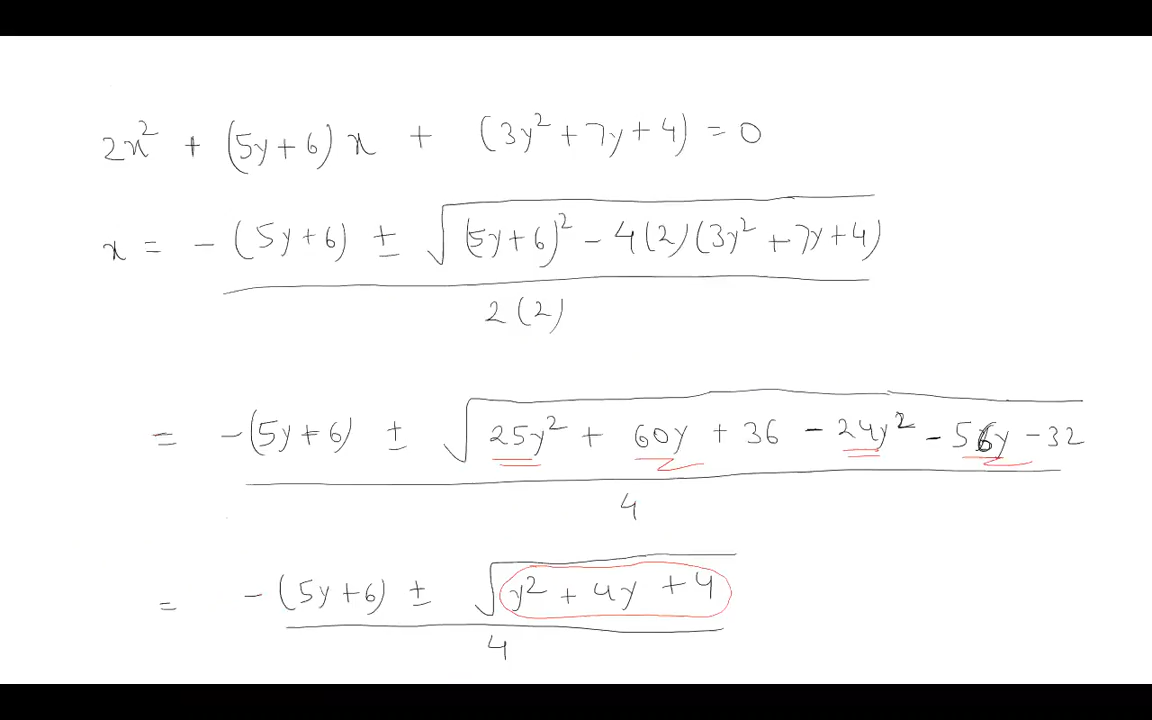 2x² + (5y+6)x + (3y²+7y+4) = 0
x = -(5y+6) ± √(5y+6)² - 4(2)(3y²+7y+4)
2(2)
= -(5y+6) ± √25y² + 60y + 36 - 24y² - 56y - 32
4
= -(5y+6) ± √y² + 4y + 4
4